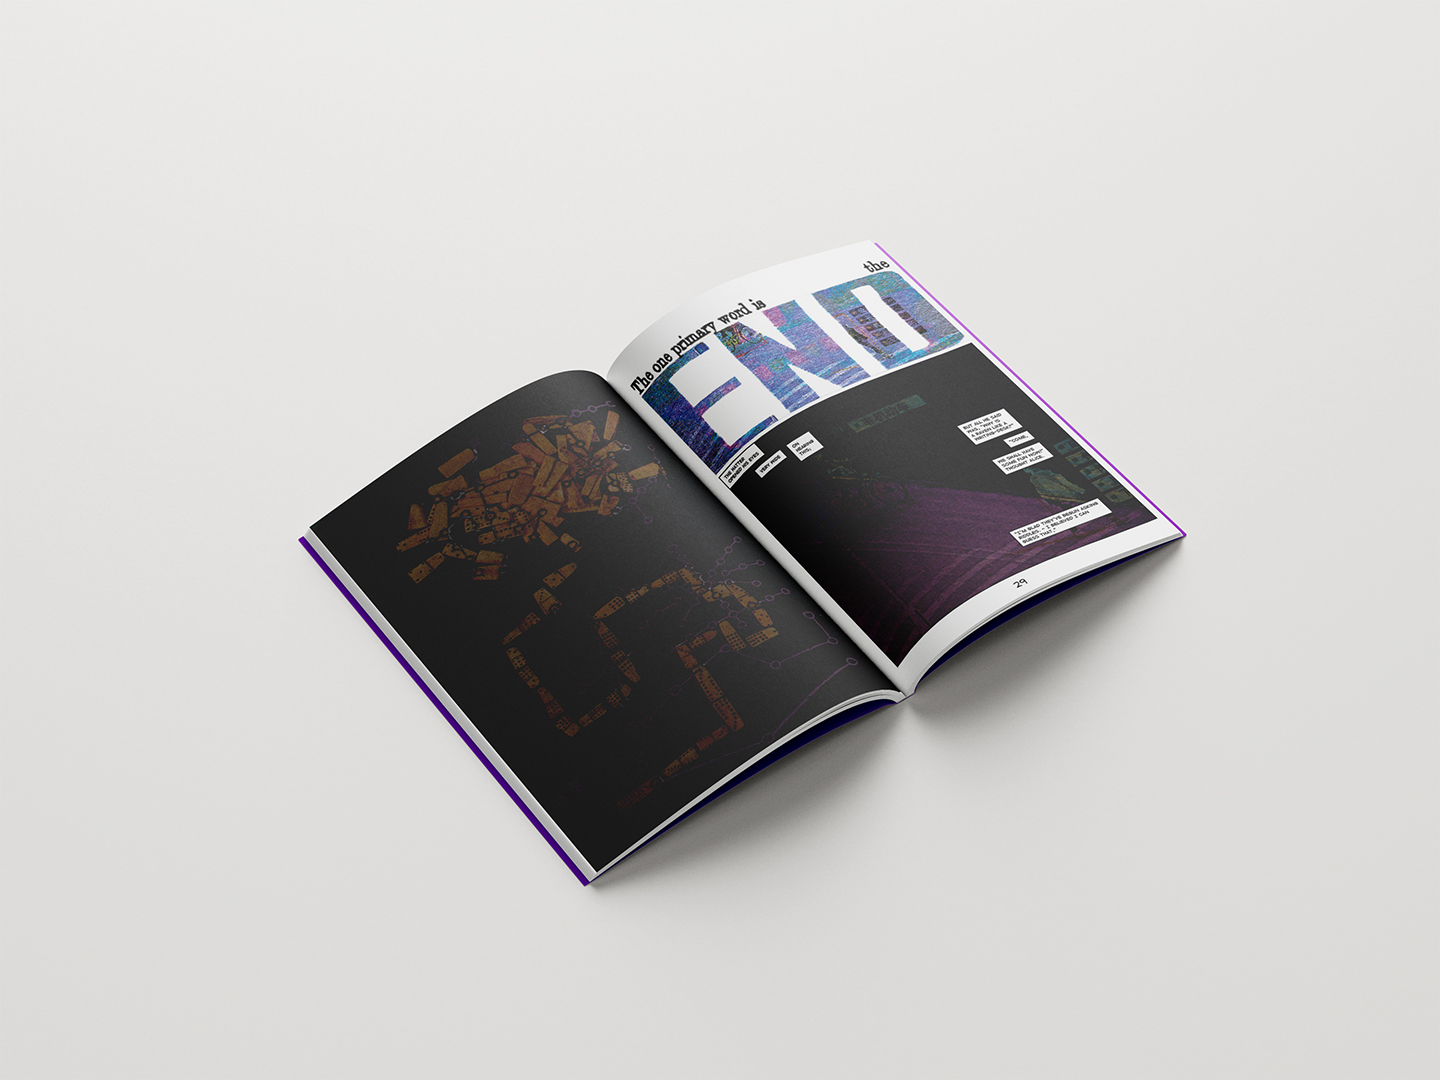 The one primary word is
the
END
THE HATTER
OPENED HIS EYES
VERY WIDE
ON
HEARING
THIS;
BUT ALL HE SAID
WAS, "WHY IS
A RAVEN LIKE A
WRITING-DESK?"
"COME,
WE SHALL HAVE
SOME FUN NOW!"
THOUGHT ALICE.
"I'M GLAD THEY'VE BEGUN ASKING
RIDDLES. - I BELIEVED I CAN
GUESS THAT."
29